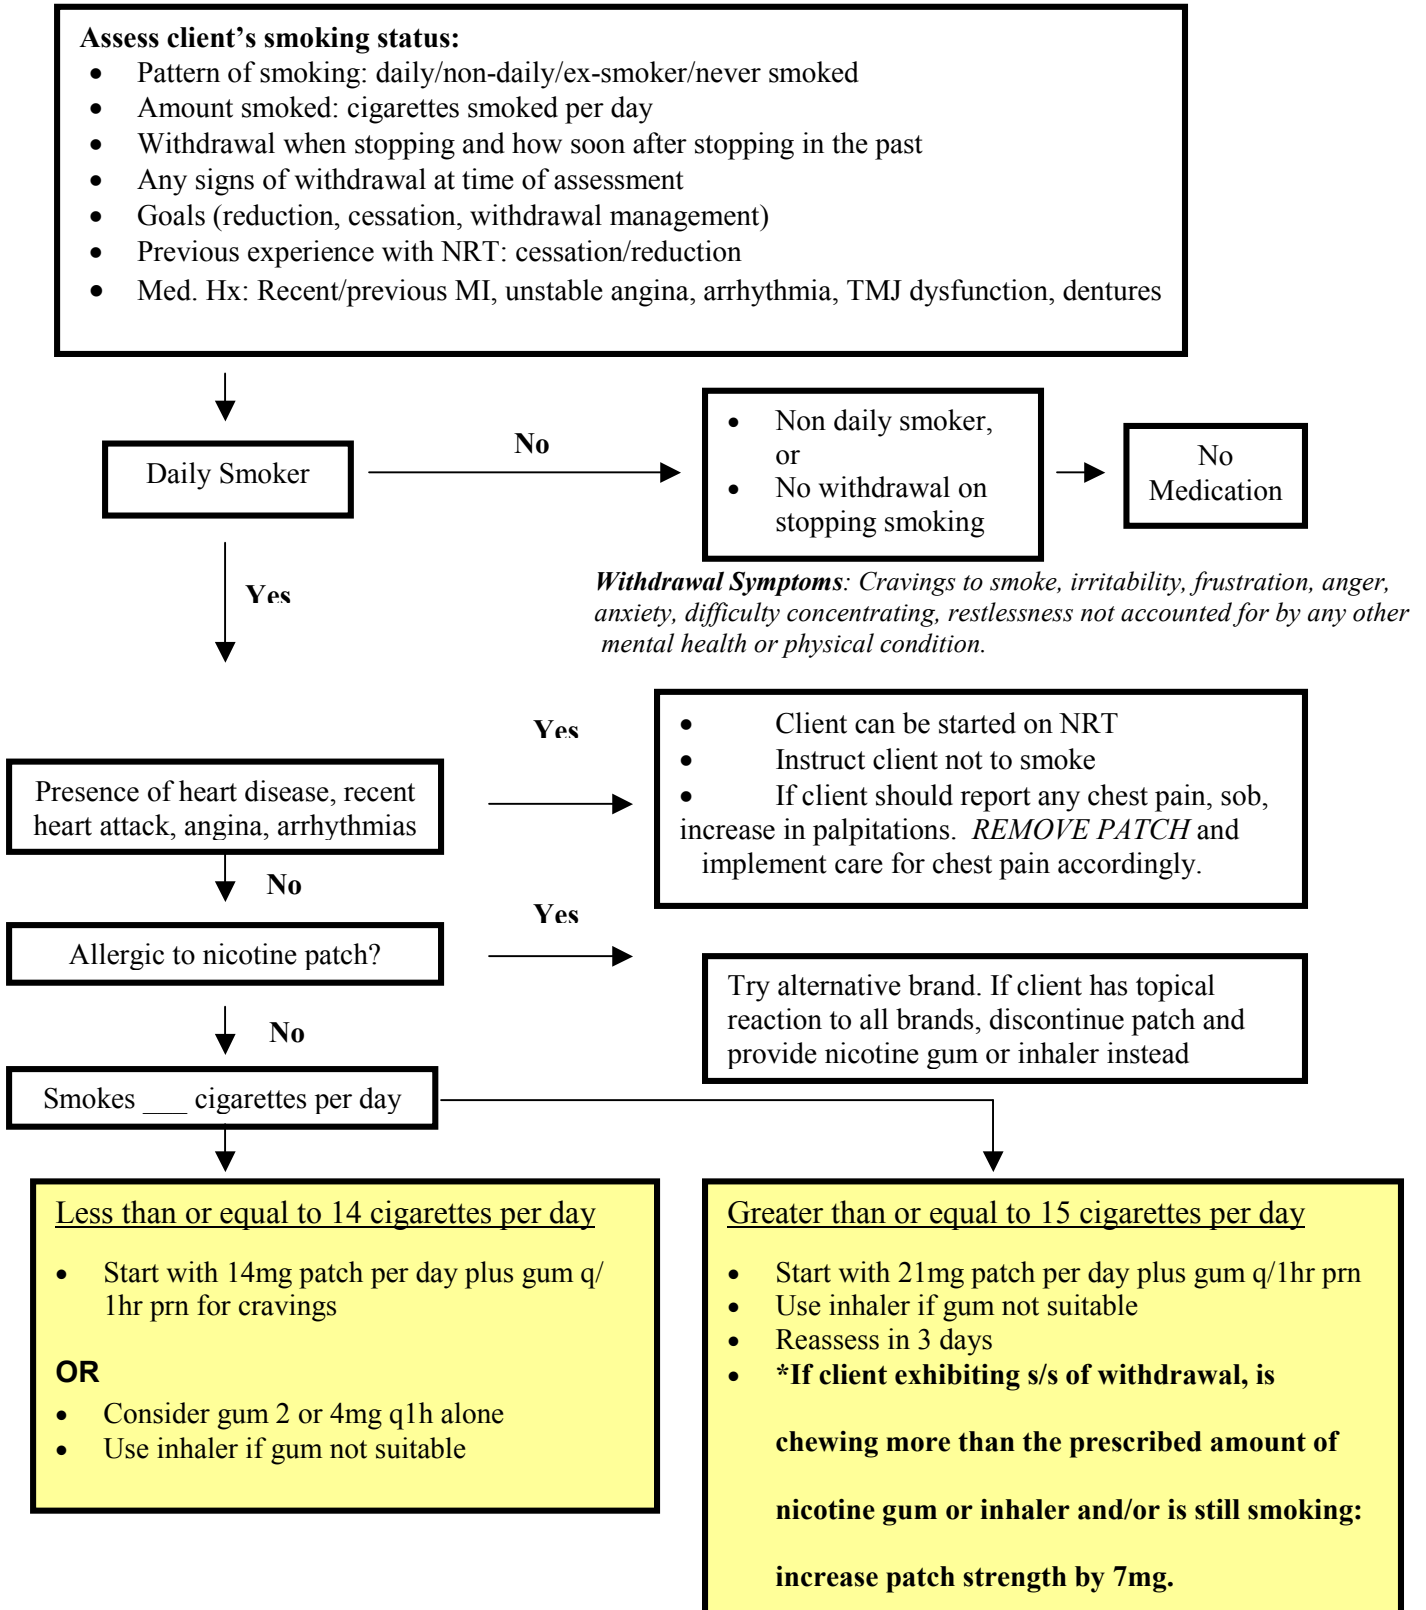 Assess client’s smoking status:
• Pattern of smoking: daily/non-daily/ex-smoker/never smoked
• Amount smoked: cigarettes smoked per day
• Withdrawal when stopping and how soon after stopping in the past
• Any signs of withdrawal at time of assessment
• Goals (reduction, cessation, withdrawal management)
• Previous experience with NRT: cessation/reduction
• Med. Hx: Recent/previous MI, unstable angina, arrhythmia, TMJ dysfunction, dentures
Daily Smoker
No
• Non daily smoker,
or
• No withdrawal on
stopping smoking
No
Medication
Yes
Withdrawal Symptoms: Cravings to smoke, irritability, frustration, anger,
anxiety, difficulty concentrating, restlessness not accounted for by any other
mental health or physical condition.
Presence of heart disease, recent
heart attack, angina, arrhythmias
Yes
• Client can be started on NRT
• Instruct client not to smoke
• If client should report any chest pain, sob,
increase in palpitations. REMOVE PATCH and
implement care for chest pain accordingly.
No
Allergic to nicotine patch?
Yes
Try alternative brand. If client has topical
reaction to all brands, discontinue patch and
provide nicotine gum or inhaler instead
No
Smokes ___ cigarettes per day
Less than or equal to 14 cigarettes per day
• Start with 14mg patch per day plus gum q/
1hr prn for cravings
OR
• Consider gum 2 or 4mg q1h alone
• Use inhaler if gum not suitable
Greater than or equal to 15 cigarettes per day
• Start with 21mg patch per day plus gum q/1hr prn
• Use inhaler if gum not suitable
• Reassess in 3 days
• *If client exhibiting s/s of withdrawal, is
chewing more than the prescribed amount of
nicotine gum or inhaler and/or is still smoking:
increase patch strength by 7mg.